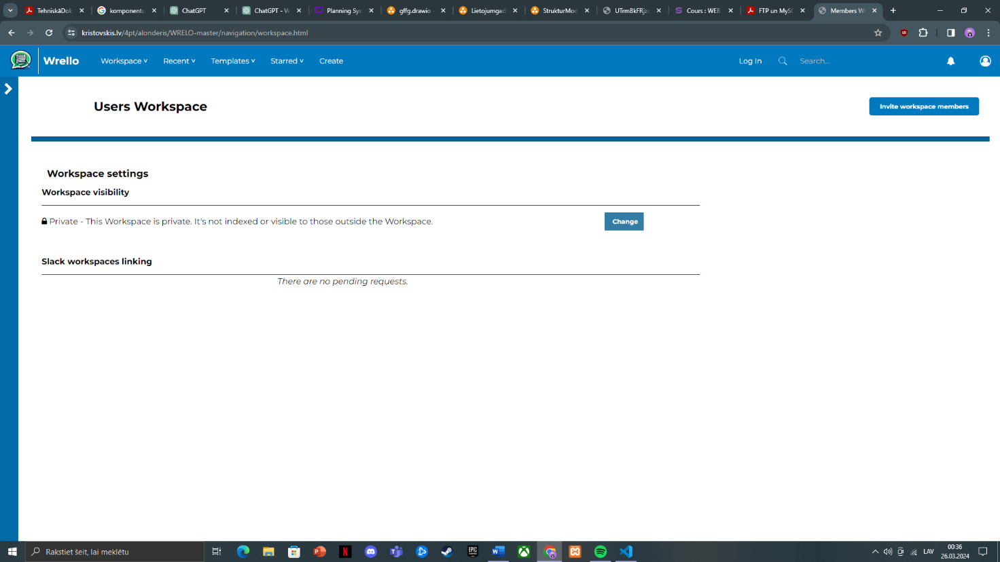 TehniskāDok
komponentu
ChatGPT
ChatGPT - W
Planning Sys
gffg.drawio -
Lietojumgad
StrukturMod
Cours : WEB
FTP un MySQ
Members W
kristovskis.lv/4pt/alonderis/WRELO-master/navigation/workspace.html
Wrello
Workspace
Recent
Templates
Starred
Create
Log In
Search...
Users Workspace
Invite workspace members
Workspace settings
Workspace visibility
Private - This Workspace is private. It's not indexed or visible to those outside the Workspace.
Change
Slack workspaces linking
There are no pending requests.
Rakstiet šeit, lai meklētu
LAV
00:36
26.03.2024